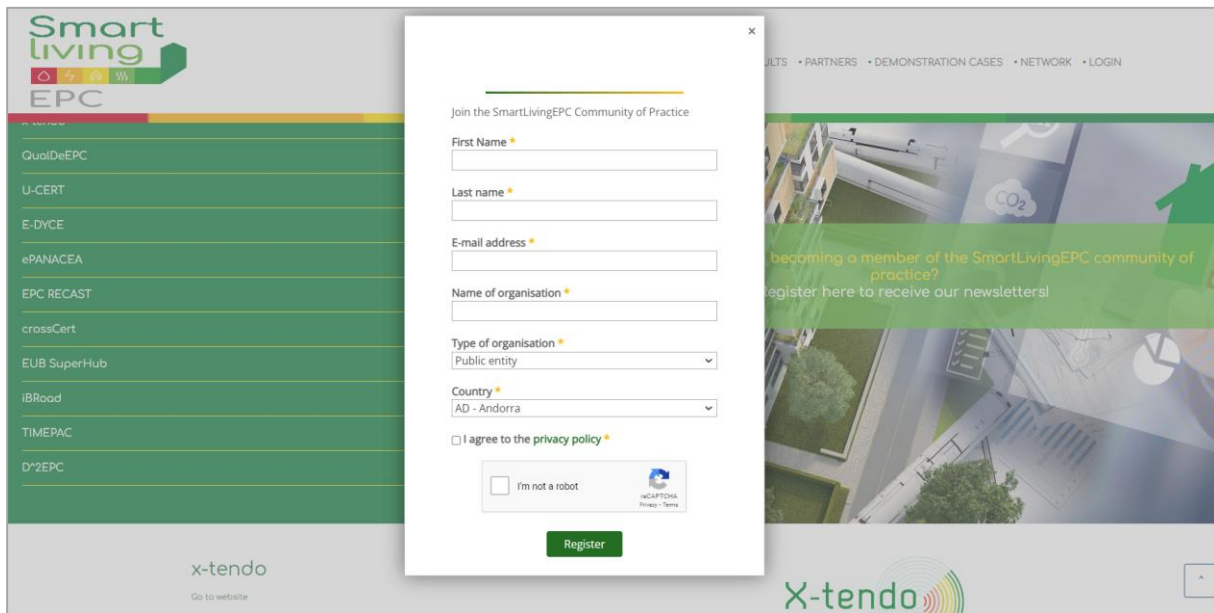 Smart
living
EPC
ULTS • PARTNERS • DEMONSTRATION CASES • NETWORK • LOGIN
x-tendo
QualDeEPC
U-CERT
E-DYCE
ePANACEA
EPC RECAST
crossCert
EUB SuperHub
iBRoad
TIMEPAC
D^2EPC
×
Join the SmartLivingEPC Community of Practice
First Name *
Last name *
E-mail address *
Name of organisation *
Type of organisation *
Public entity
Country *
AD - Andorra
I agree to the privacy policy *
I'm not a robot
reCAPTCHA
Privacy - Terms
Register
CO2
becoming a member of the SmartLivingEPC community of
practice?
egister here to receive our newsletters!
x-tendo
Go to website
X-tendo